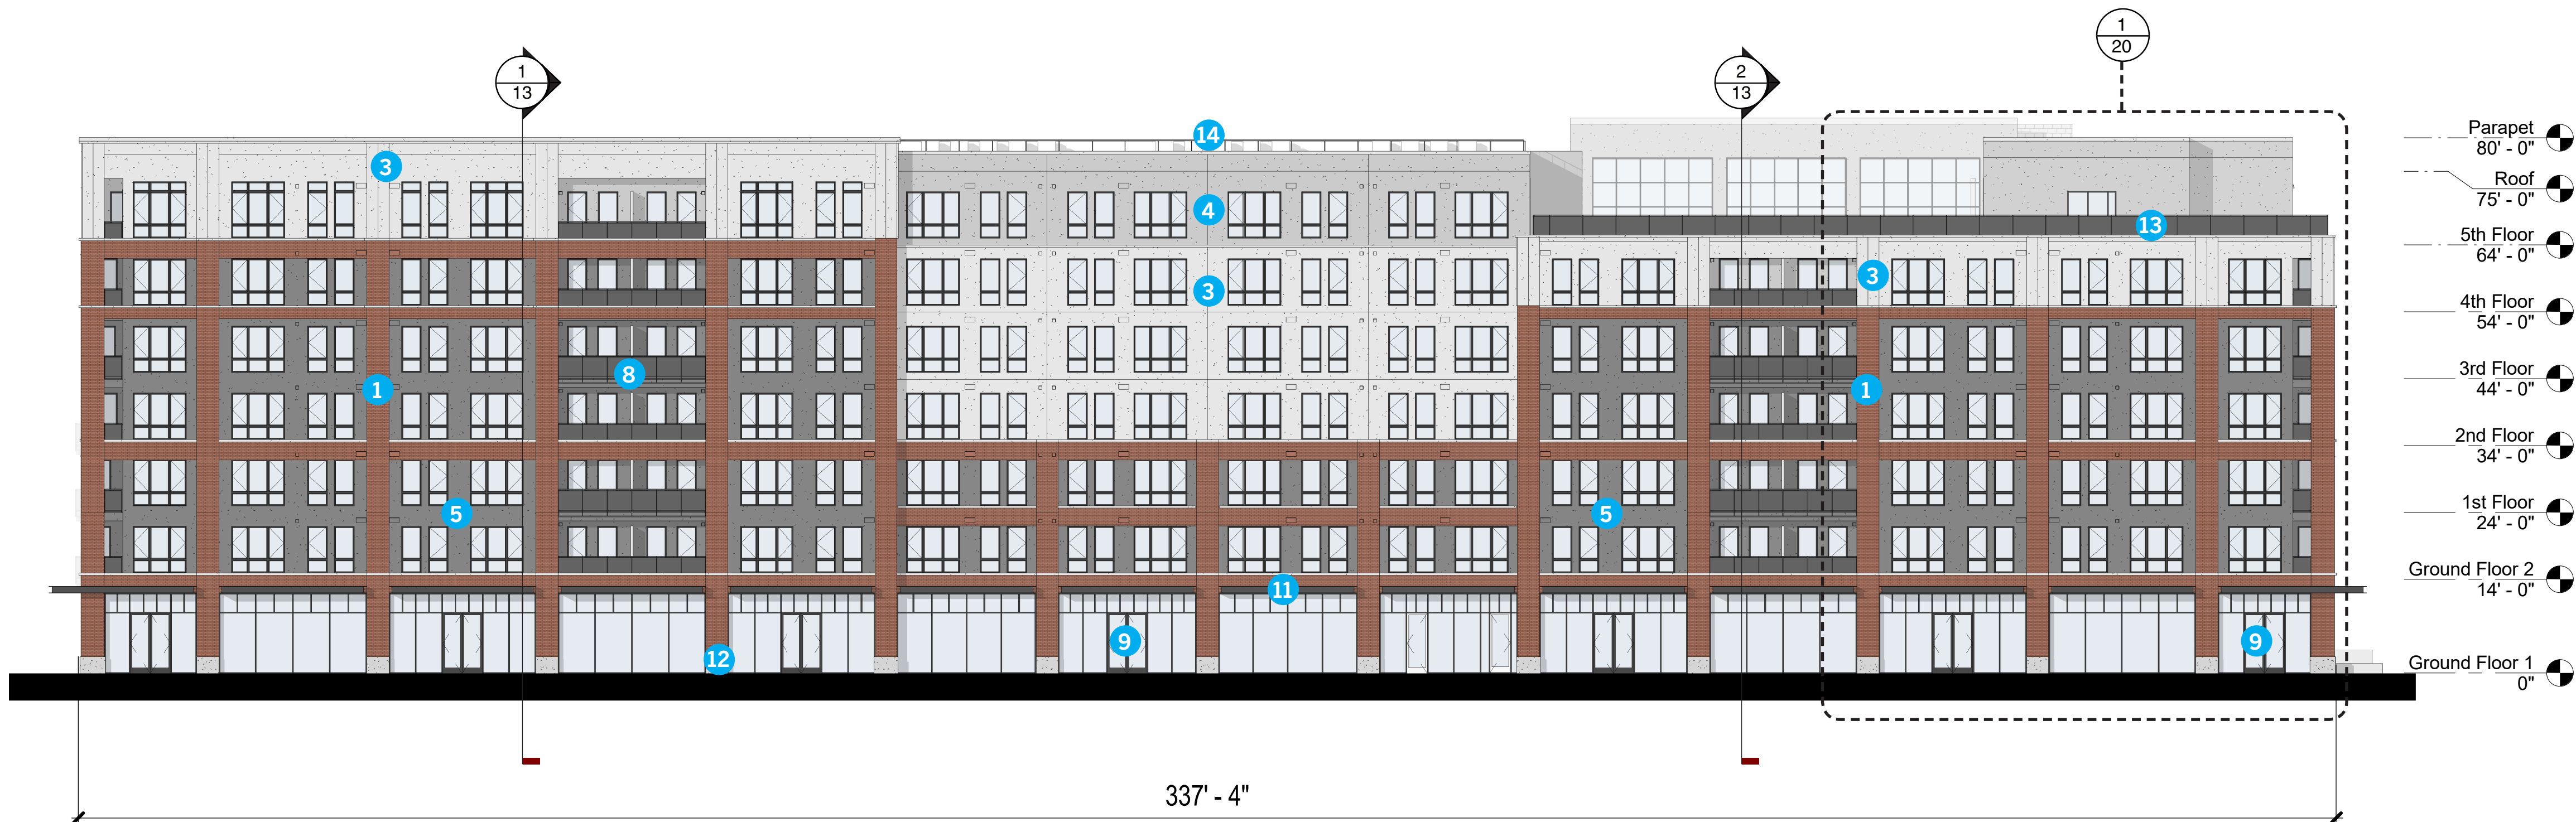 1
20
1
13
2
13
14
3
4
13
3
3
8
1
1
5
5
11
9
9
12
Parapet
80' - 0"
Roof
75' - 0"
5th Floor
64' - 0"
4th Floor
54' - 0"
3rd Floor
44' - 0"
2nd Floor
34' - 0"
1st Floor
24' - 0"
Ground Floor 2
14' - 0"
Ground Floor 1
0"
337' - 4"